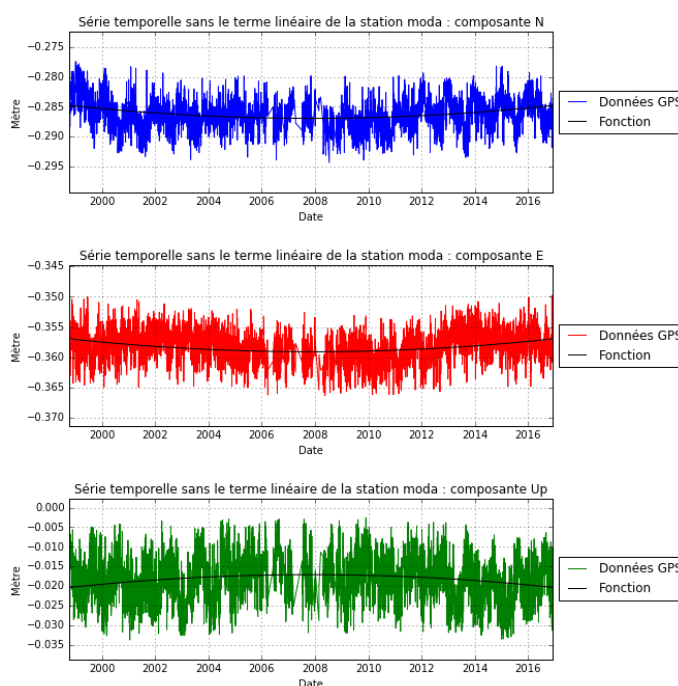 Série temporelle sans le terme linéaire de la station moda : composante N
−0.275
−0.280
−0.285
−0.290
−0.295
Mètre
2000 2002 2004 2006 2008 2010 2012 2014 2016
Date
Données GPS
Fonction
Série temporelle sans le terme linéaire de la station moda : composante E
−0.345
−0.350
−0.355
−0.360
−0.365
−0.370
Mètre
2000 2002 2004 2006 2008 2010 2012 2014 2016
Date
Données GPS
Fonction
Série temporelle sans le terme linéaire de la station moda : composante Up
0.000
−0.005
−0.010
−0.015
−0.020
−0.025
−0.030
−0.035
Mètre
2000 2002 2004 2006 2008 2010 2012 2014 2016
Date
Données GPS
Fonction